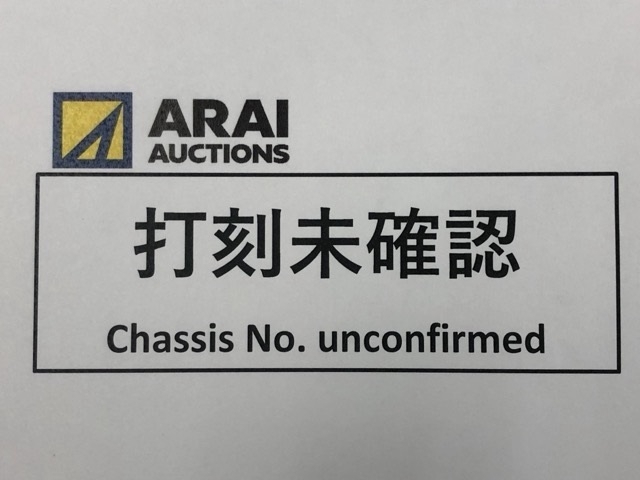 ARAI
AUCTIONS
打刻未確認
Chassis No. unconfirmed